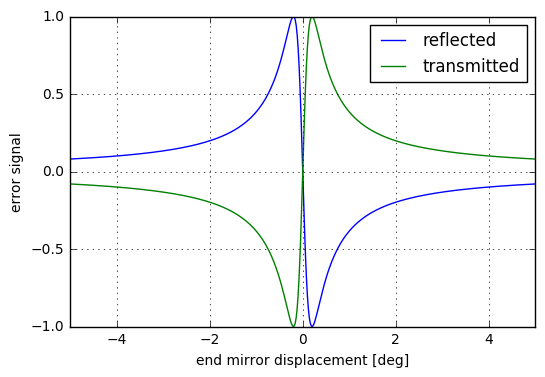 1.0
0.5
0.0
−0.5
−1.0
error signal
reflected
transmitted
−4
−2
0
2
4
end mirror displacement [deg]